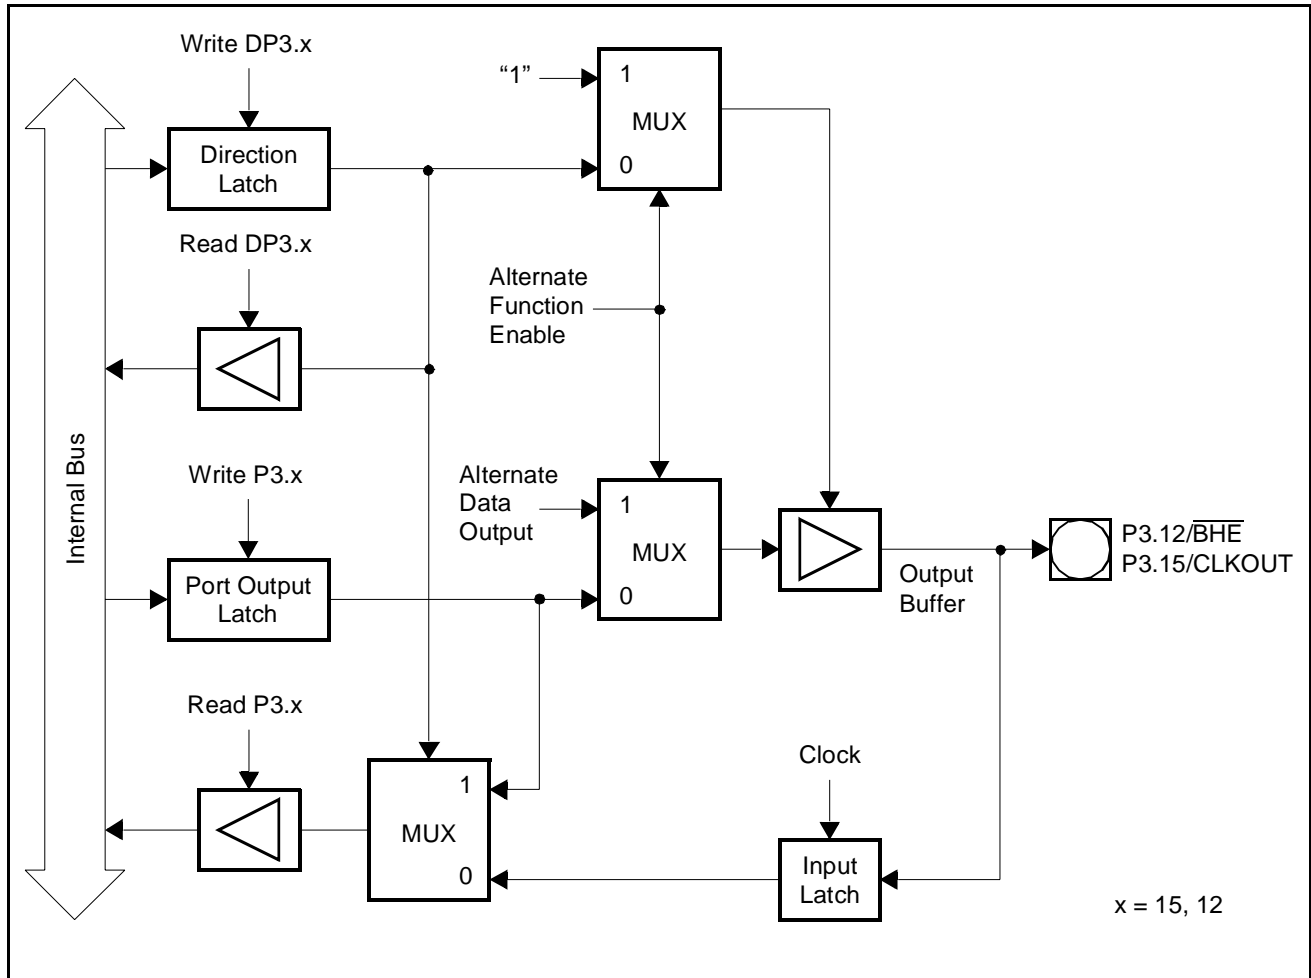 Write DP3.x
“1”
1
MUX
0
Direction
Latch
Read DP3.x
Alternate
Function
Enable
Internal Bus
Write P3.x
Alternate
Data
Output
1
MUX
0
Port Output
Latch
Output
Buffer
P3.12/B̅H̅E̅
P3.15/CLKOUT
Read P3.x
1
MUX
0
Clock
Input
Latch
x = 15, 12